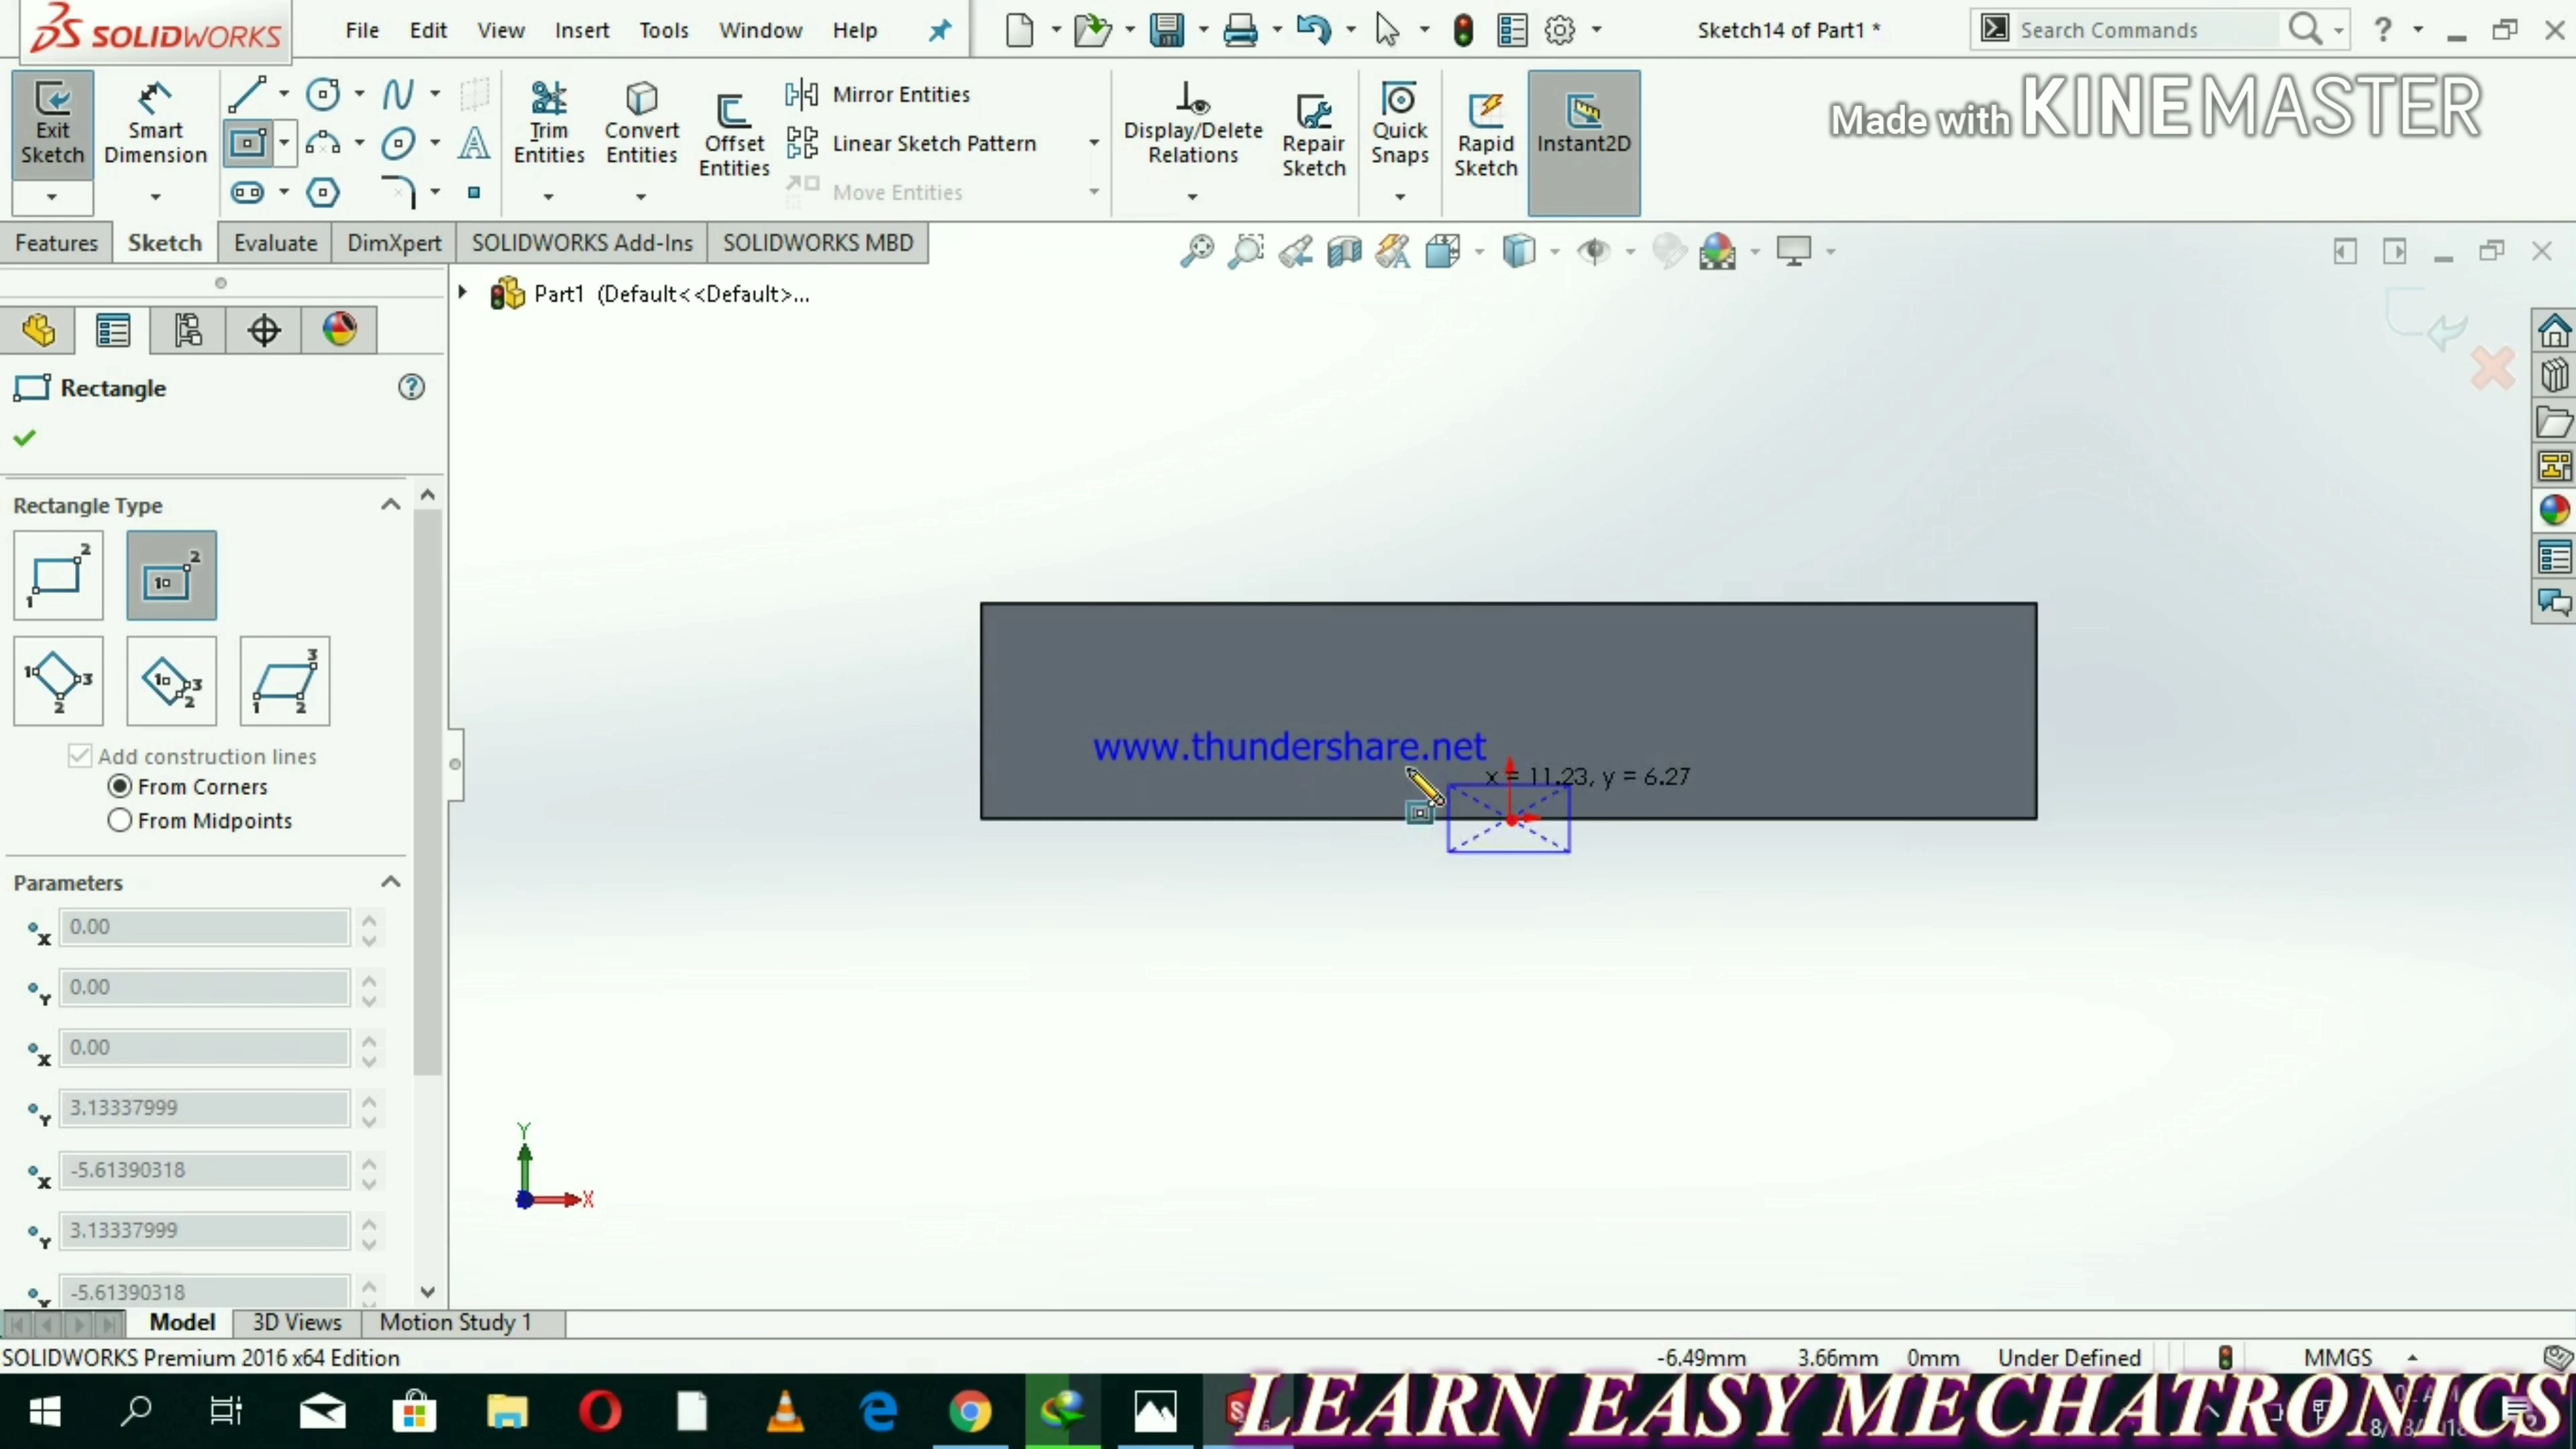 SOLIDWORKS File Edit View Insert Tools Window Help Sketch14 of Part1 * Search Commands ?
Made with KINEMASTER
Exit Sketch
Smart Dimension
Trim Entities
Convert Entities
Offset Entities
Mirror Entities
Linear Sketch Pattern
Move Entities
Display/Delete Relations
Repair Sketch
Quick Snaps
Rapid Sketch
Instant2D
Features Sketch Evaluate DimXpert SOLIDWORKS Add-Ins SOLIDWORKS MBD
Part1 (Default<<Default>...
Rectangle
Rectangle Type
Add construction lines
From Corners
From Midpoints
Parameters
0.00
0.00
0.00
3.13337999
-5.61390318
3.13337999
-5.61390318
www.thundershare.net
x = 11.23, y = 6.27
Y
X
Model 3D Views Motion Study 1
SOLIDWORKS Premium 2016 x64 Edition -6.49mm 3.66mm 0mm Under Defined MMGS
LEARN EASY MECHATRONICS